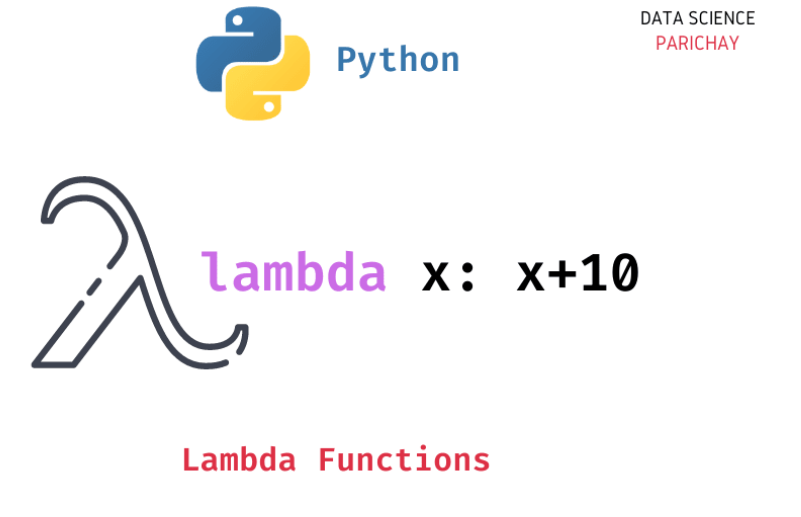 DATA SCIENCE
PARICHAY
Python
λ
lambda x: x+10
Lambda Functions